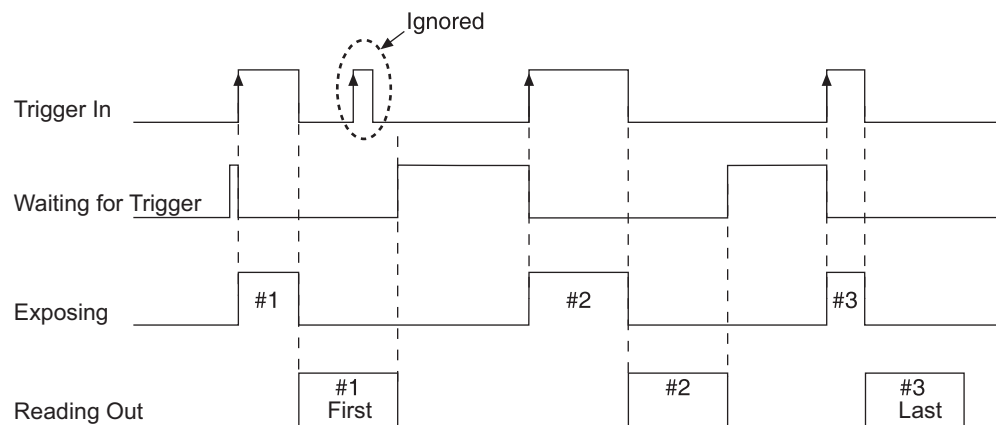 Ignored
Trigger In
Waiting for Trigger
Exposing
#1
#2
#3
Reading Out
#1
First
#2
#3
Last